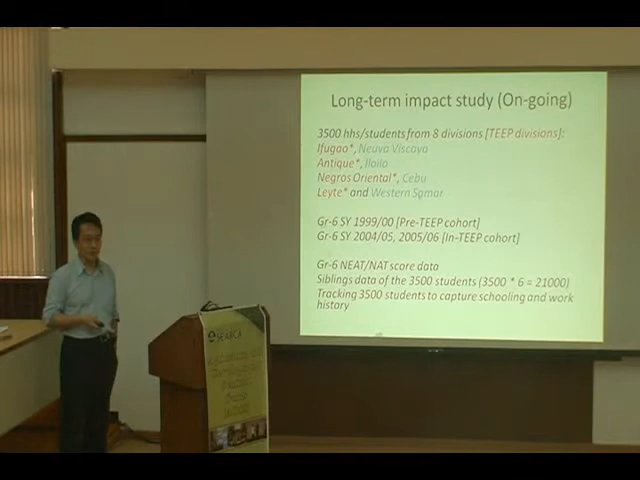 Long-term impact study (On-going)
3500 hhs/students from 8 divisions [TEEP divisions]:
Ifugao*, Neuva Viscaya
Antique*, Iloilo
Negros Oriental*, Cebu
Leyte* and Western Samar
Gr-6 SY 1999/00 [Pre-TEEP cohort]
Gr-6 SY 2004/05, 2005/06 [In-TEEP cohort]
Gr-6 NEAT/NAT score data
Siblings data of the 3500 students (3500 * 6 = 21000)
Tracking 3500 students to capture schooling and work
history
SEARCA